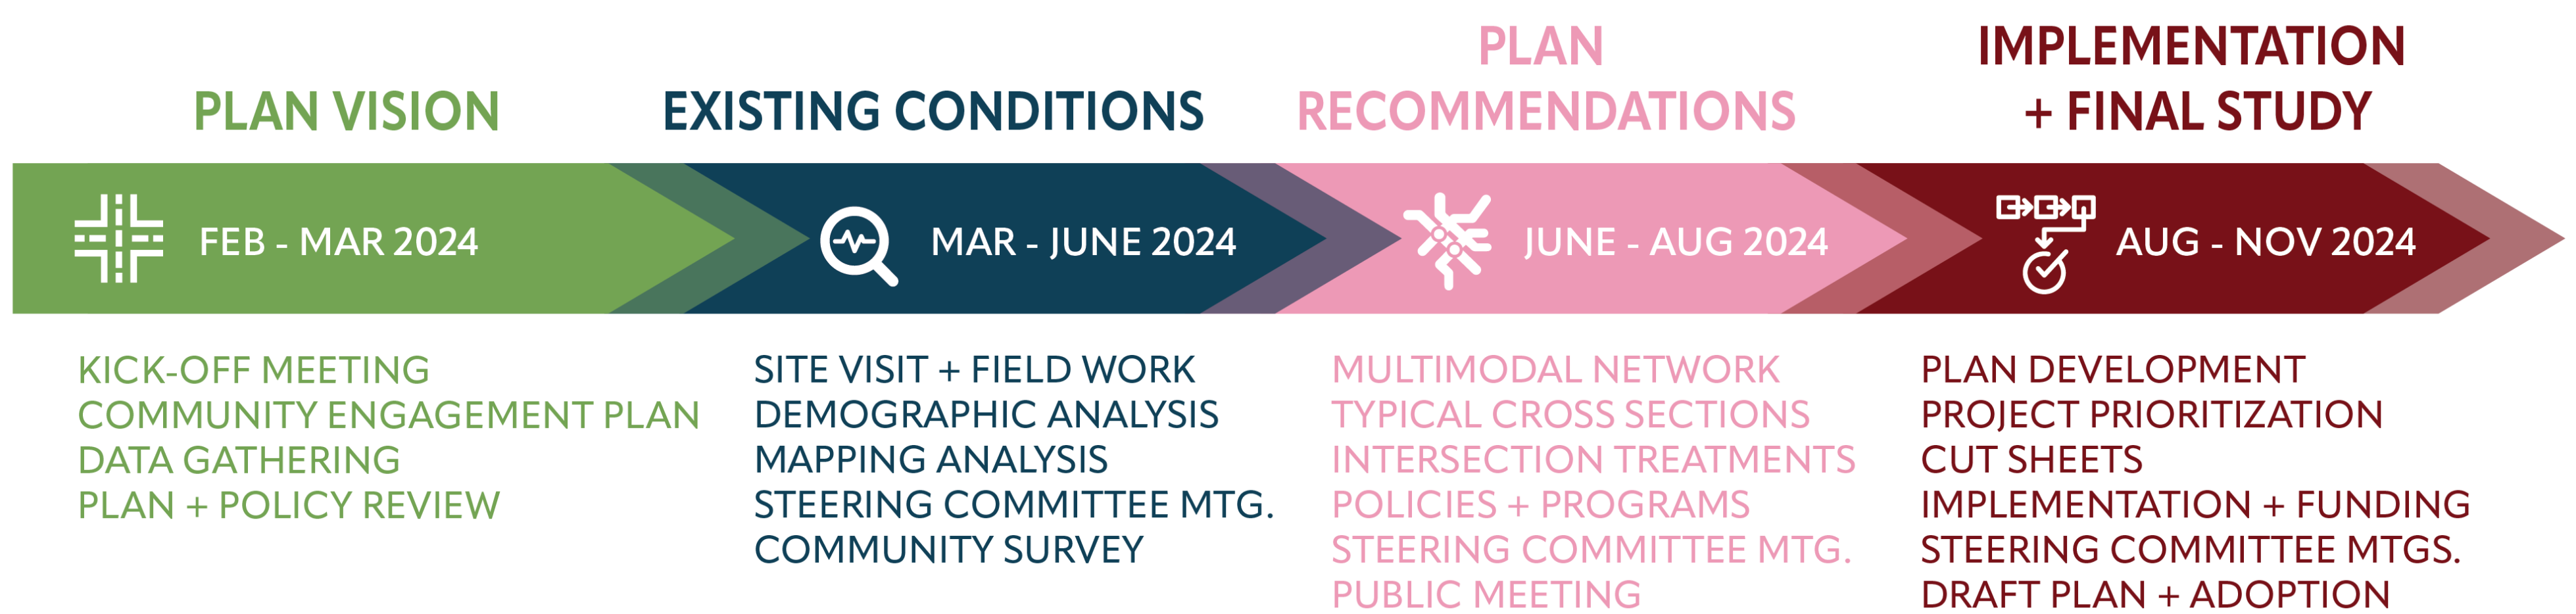 PLAN VISION
FEB - MAR 2024
KICK-OFF MEETING
COMMUNITY ENGAGEMENT PLAN
DATA GATHERING
PLAN + POLICY REVIEW
EXISTING CONDITIONS
MAR - JUNE 2024
SITE VISIT + FIELD WORK
DEMOGRAPHIC ANALYSIS
MAPPING ANALYSIS
STEERING COMMITTEE MTG.
COMMUNITY SURVEY
PLAN
RECOMMENDATIONS
JUNE - AUG 2024
MULTIMODAL NETWORK
TYPICAL CROSS SECTIONS
INTERSECTION TREATMENTS
POLICIES + PROGRAMS
STEERING COMMITTEE MTG.
PUBLIC MEETING
IMPLEMENTATION
+ FINAL STUDY
AUG - NOV 2024
PLAN DEVELOPMENT
PROJECT PRIORITIZATION
CUT SHEETS
IMPLEMENTATION + FUNDING
STEERING COMMITTEE MTGS.
DRAFT PLAN + ADOPTION